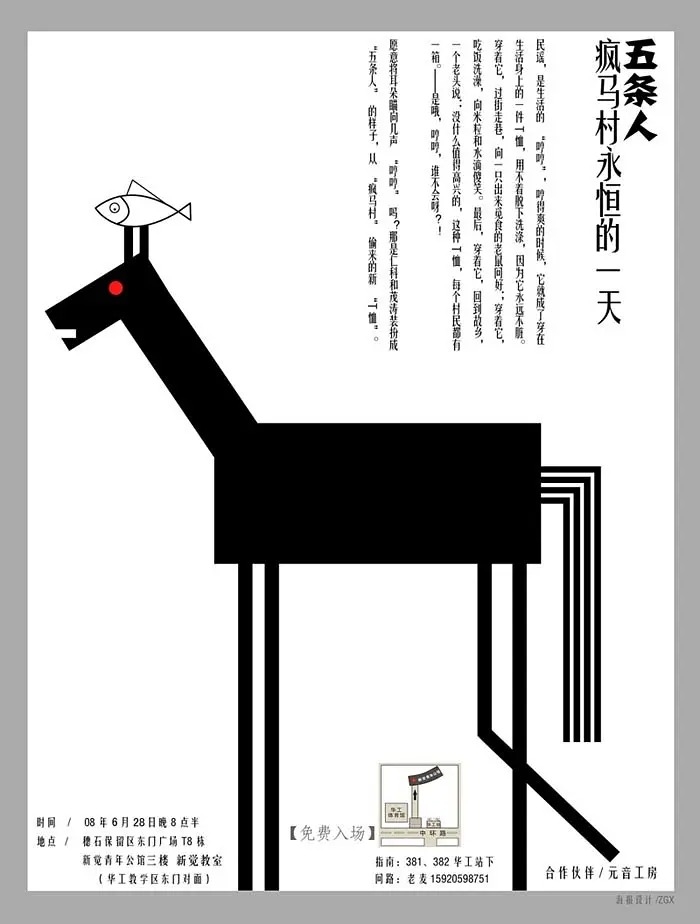 五条人
疯马村永恒的一天
民谣，是生活的“哼哼”，哼得爽的时候，它就成了穿在
生活身上的一件T恤，用不着脱下洗涤，因为它永远不脏。
穿着它，过街走巷，向一只出来觅食的老鼠问好；穿着它，
吃饭洗澡，向米粒和水滴傻笑。最后，穿着它，回到故乡，
一个老头说：没什么值得高兴的，这种T恤，每个村民都有
一箱。——是哦，哼哼，谁不会呀？！
愿意将耳朵瞄向几声“哼哼”吗？那是仁科和茂涛装扮成
“五条人”的样子，从“疯马村”偷来的新“T恤”。
时间 / 08年6月28日晚8点半
地点 / 穗石保留区东门广场T8栋
新觉青年公馆三楼 新觉教室
（华工教学区东门对面）
【免费入场】
华工
体育馆
中环路
指南：381、382 华工站下
问路：老麦15920598751
合作伙伴/元音工房
海报设计/ZGX